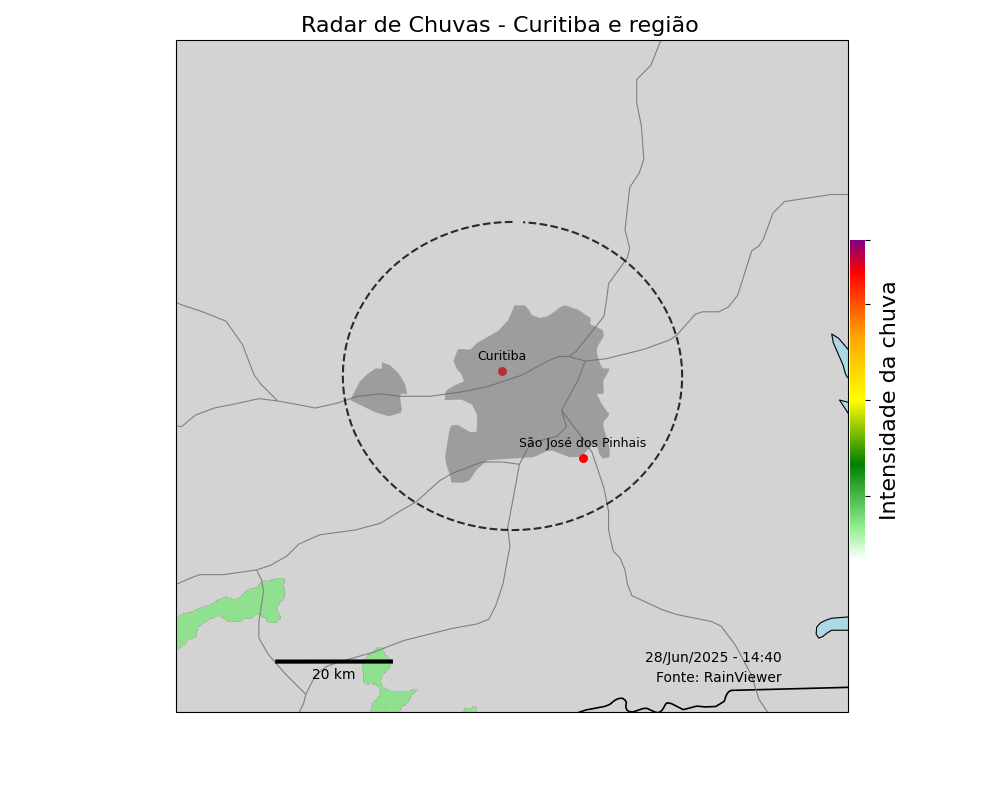 Radar de Chuvas - Curitiba e região
Curitiba
São José dos Pinhais
Intensidade da chuva
28/Jun/2025 - 14:40
Fonte: RainViewer
20 km